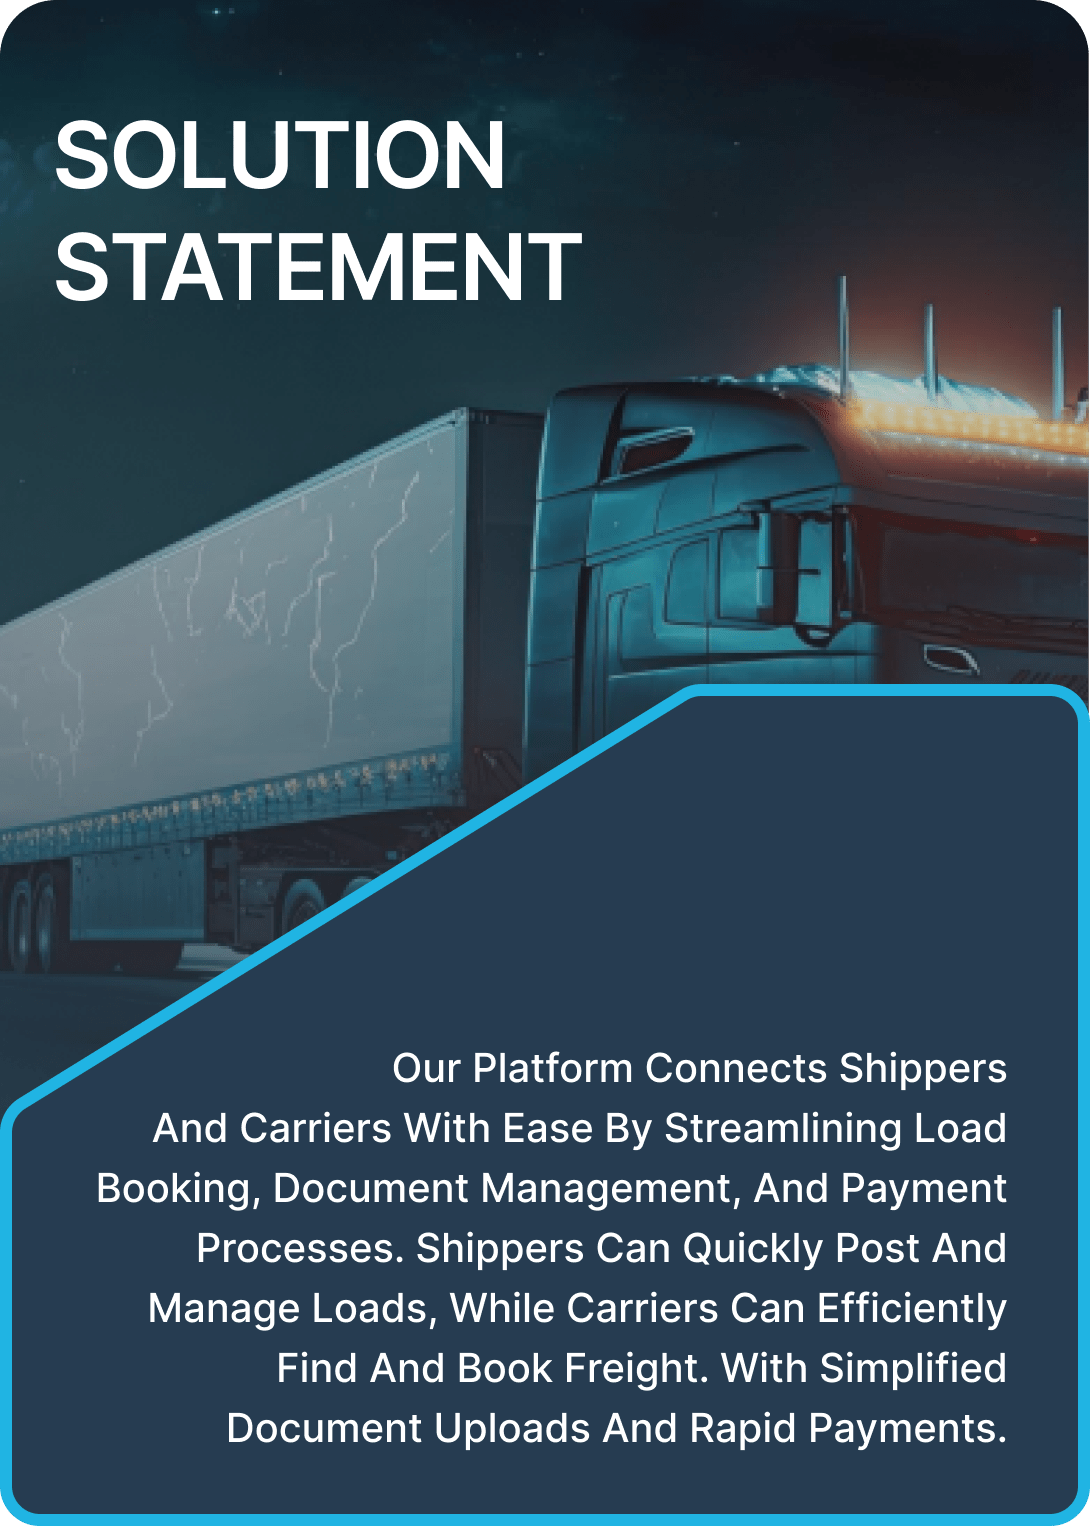 SOLUTION
STATEMENT
Our Platform Connects Shippers
And Carriers With Ease By Streamlining Load
Booking, Document Management, And Payment
Processes. Shippers Can Quickly Post And
Manage Loads, While Carriers Can Efficiently
Find And Book Freight. With Simplified
Document Uploads And Rapid Payments.